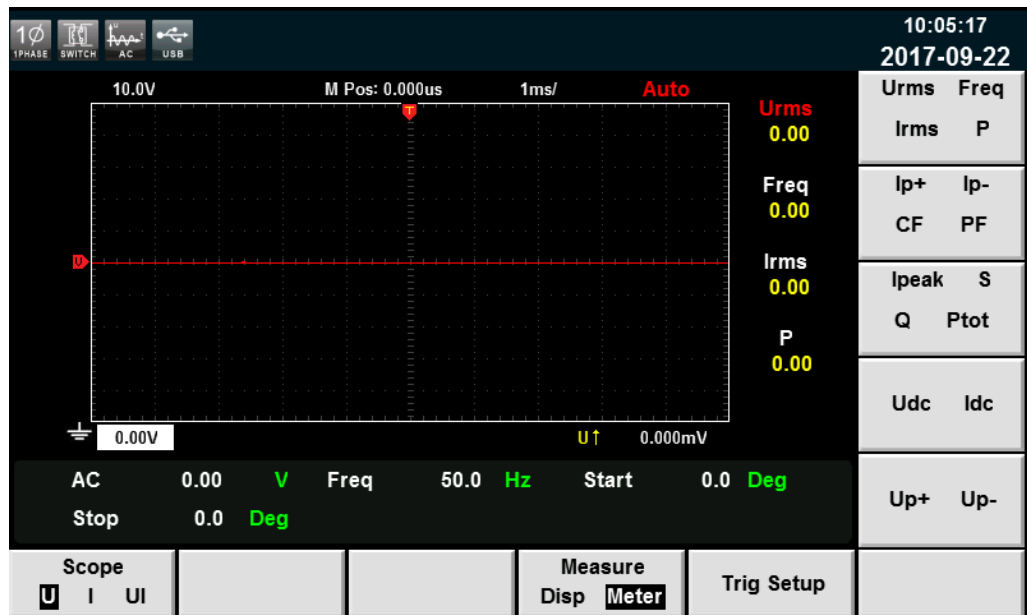 1Ø
1PHASE SWITCH U t AC USB
10:05:17
2017-09-22
10.0V M Pos: 0.000us 1ms/ Auto
T
Urms
0.00
Freq
0.00
U
Irms
0.00
P
0.00
0.00V U↑ 0.000mV
AC 0.00 V Freq 50.0 Hz Start 0.0 Deg
Stop 0.0 Deg
Urms Freq
Irms P
Ip+ Ip-
CF PF
Ipeak S
Q Ptot
Udc Idc
Up+ Up-
Scope
U I UI
Measure
Disp Meter
Trig Setup